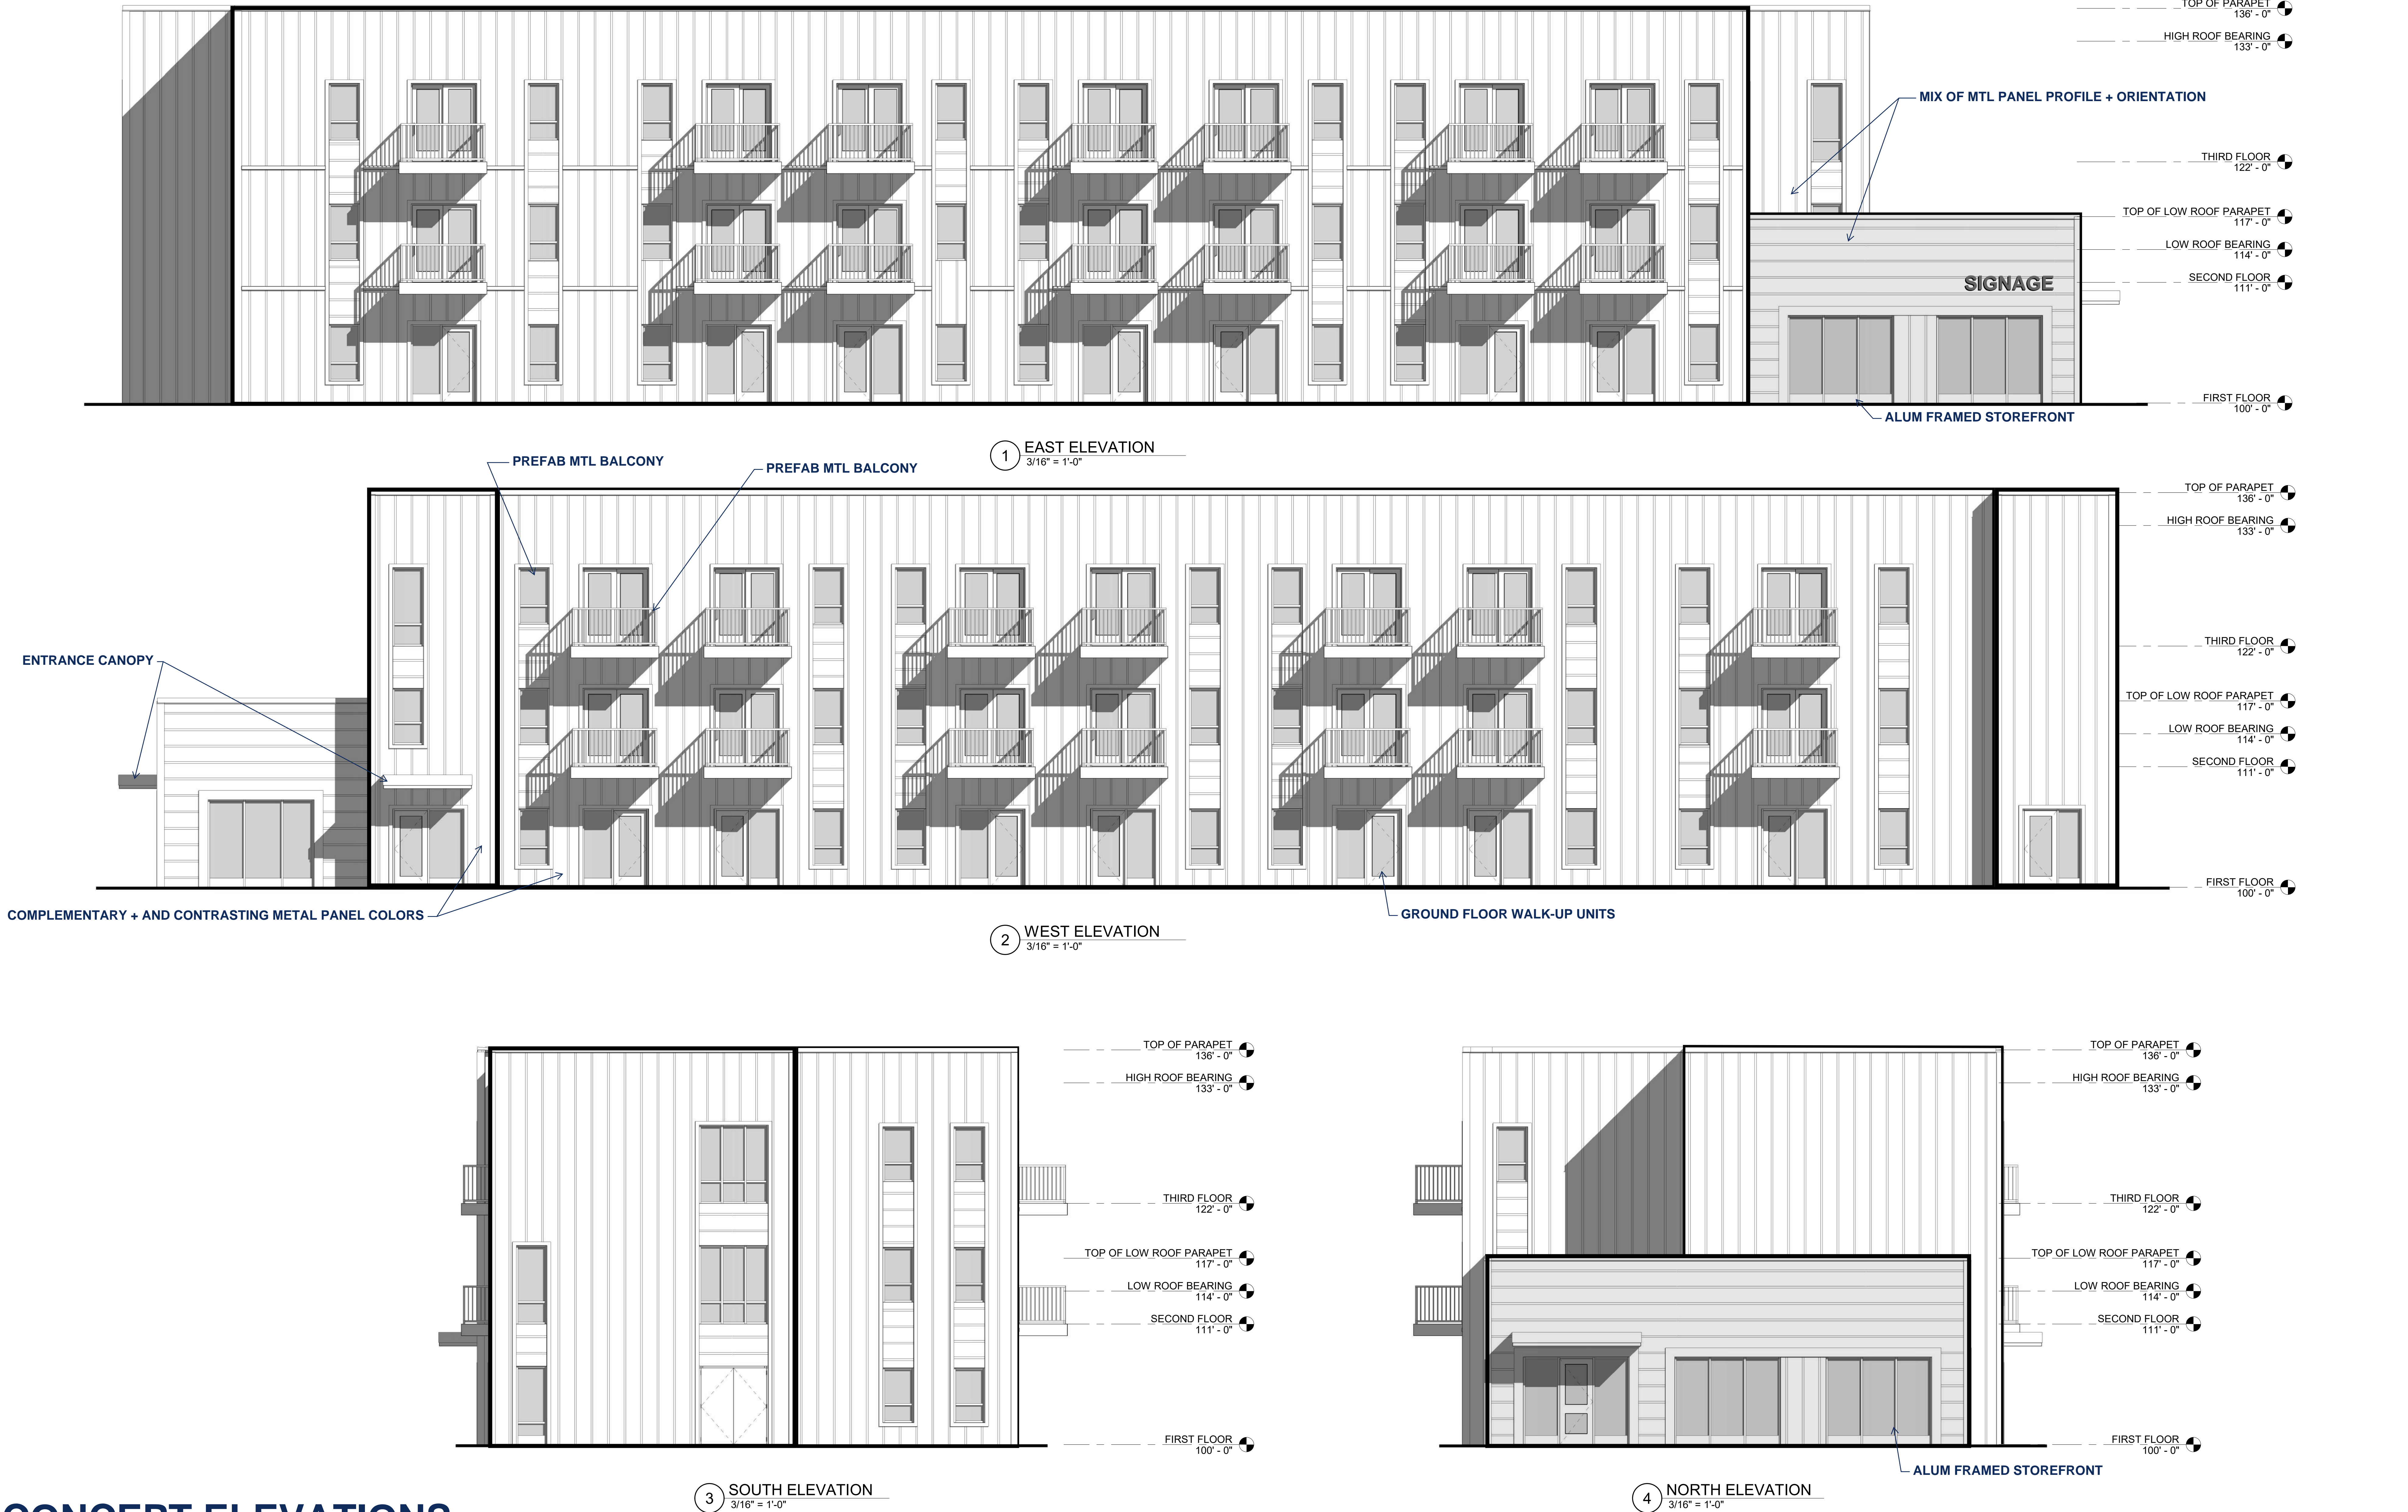 TOP OF PARAPET
136' - 0"
HIGH ROOF BEARING
133' - 0"
MIX OF MTL PANEL PROFILE + ORIENTATION
THIRD FLOOR
122' - 0"
TOP OF LOW ROOF PARAPET
117' - 0"
LOW ROOF BEARING
114' - 0"
SIGNAGE
SECOND FLOOR
111' - 0"
FIRST FLOOR
100' - 0"
ALUM FRAMED STOREFRONT
1 EAST ELEVATION
3/16" = 1'-0"
PREFAB MTL BALCONY
PREFAB MTL BALCONY
TOP OF PARAPET
136' - 0"
HIGH ROOF BEARING
133' - 0"
ENTRANCE CANOPY
THIRD FLOOR
122' - 0"
TOP OF LOW ROOF PARAPET
117' - 0"
LOW ROOF BEARING
114' - 0"
SECOND FLOOR
111' - 0"
FIRST FLOOR
100' - 0"
COMPLEMENTARY + AND CONTRASTING METAL PANEL COLORS
GROUND FLOOR WALK-UP UNITS
2 WEST ELEVATION
3/16" = 1'-0"
TOP OF PARAPET
136' - 0"
HIGH ROOF BEARING
133' - 0"
THIRD FLOOR
122' - 0"
TOP OF LOW ROOF PARAPET
117' - 0"
LOW ROOF BEARING
114' - 0"
SECOND FLOOR
111' - 0"
FIRST FLOOR
100' - 0"
3 SOUTH ELEVATION
3/16" = 1'-0"
TOP OF PARAPET
136' - 0"
HIGH ROOF BEARING
133' - 0"
THIRD FLOOR
122' - 0"
TOP OF LOW ROOF PARAPET
117' - 0"
LOW ROOF BEARING
114' - 0"
SECOND FLOOR
111' - 0"
FIRST FLOOR
100' - 0"
ALUM FRAMED STOREFRONT
4 NORTH ELEVATION
3/16" = 1'-0"
CONCEPT ELEVATIONS